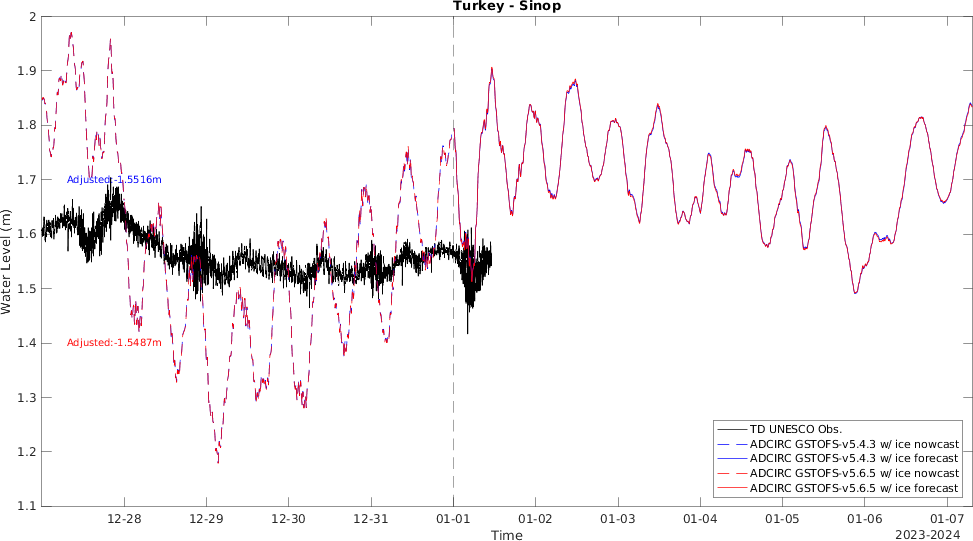 Turkey - Sinop
Water Level (m)
2
1.9
1.8
1.7
1.6
1.5
1.4
1.3
1.2
1.1
Adjusted:-1.5516m
Adjusted:-1.5487m
TD UNESCO Obs.
ADCIRC GSTOFS-v5.4.3 w/ ice nowcast
ADCIRC GSTOFS-v5.4.3 w/ ice forecast
ADCIRC GSTOFS-v5.6.5 w/ ice nowcast
ADCIRC GSTOFS-v5.6.5 w/ ice forecast
12-28 12-29 12-30 12-31 01-01 01-02 01-03 01-04 01-05 01-06 01-07
Time
2023-2024